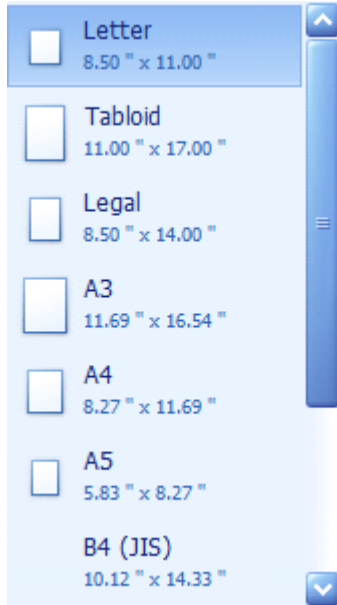 Letter
8.50 " x 11.00 "
Tabloid
11.00 " x 17.00 "
Legal
8.50 " x 14.00 "
A3
11.69 " x 16.54 "
A4
8.27 " x 11.69 "
A5
5.83 " x 8.27 "
B4 (JIS)
10.12 " x 14.33 "